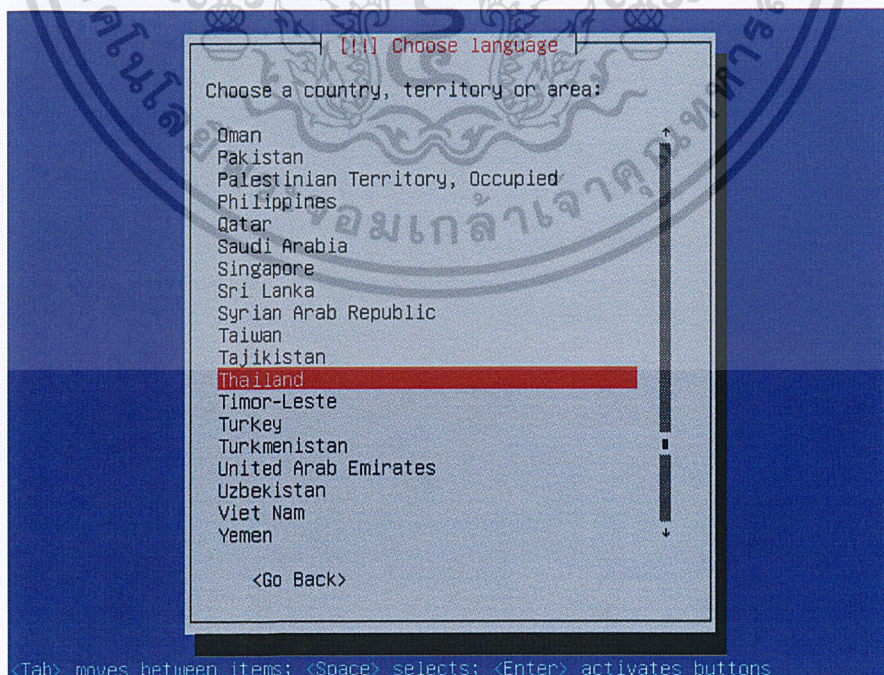 [!!] Choose language
Choose a country, territory or area:
Oman
Pakistan
Palestinian Territory, Occupied
Philippines
Qatar
Saudi Arabia
Singapore
Sri Lanka
Syrian Arab Republic
Taiwan
Tajikistan
Thailand
Timor-Leste
Turkey
Turkmenistan
United Arab Emirates
Uzbekistan
Viet Nam
Yemen
<Go Back>
<Tab> moves between items; <Space> selects; <Enter> activates buttons